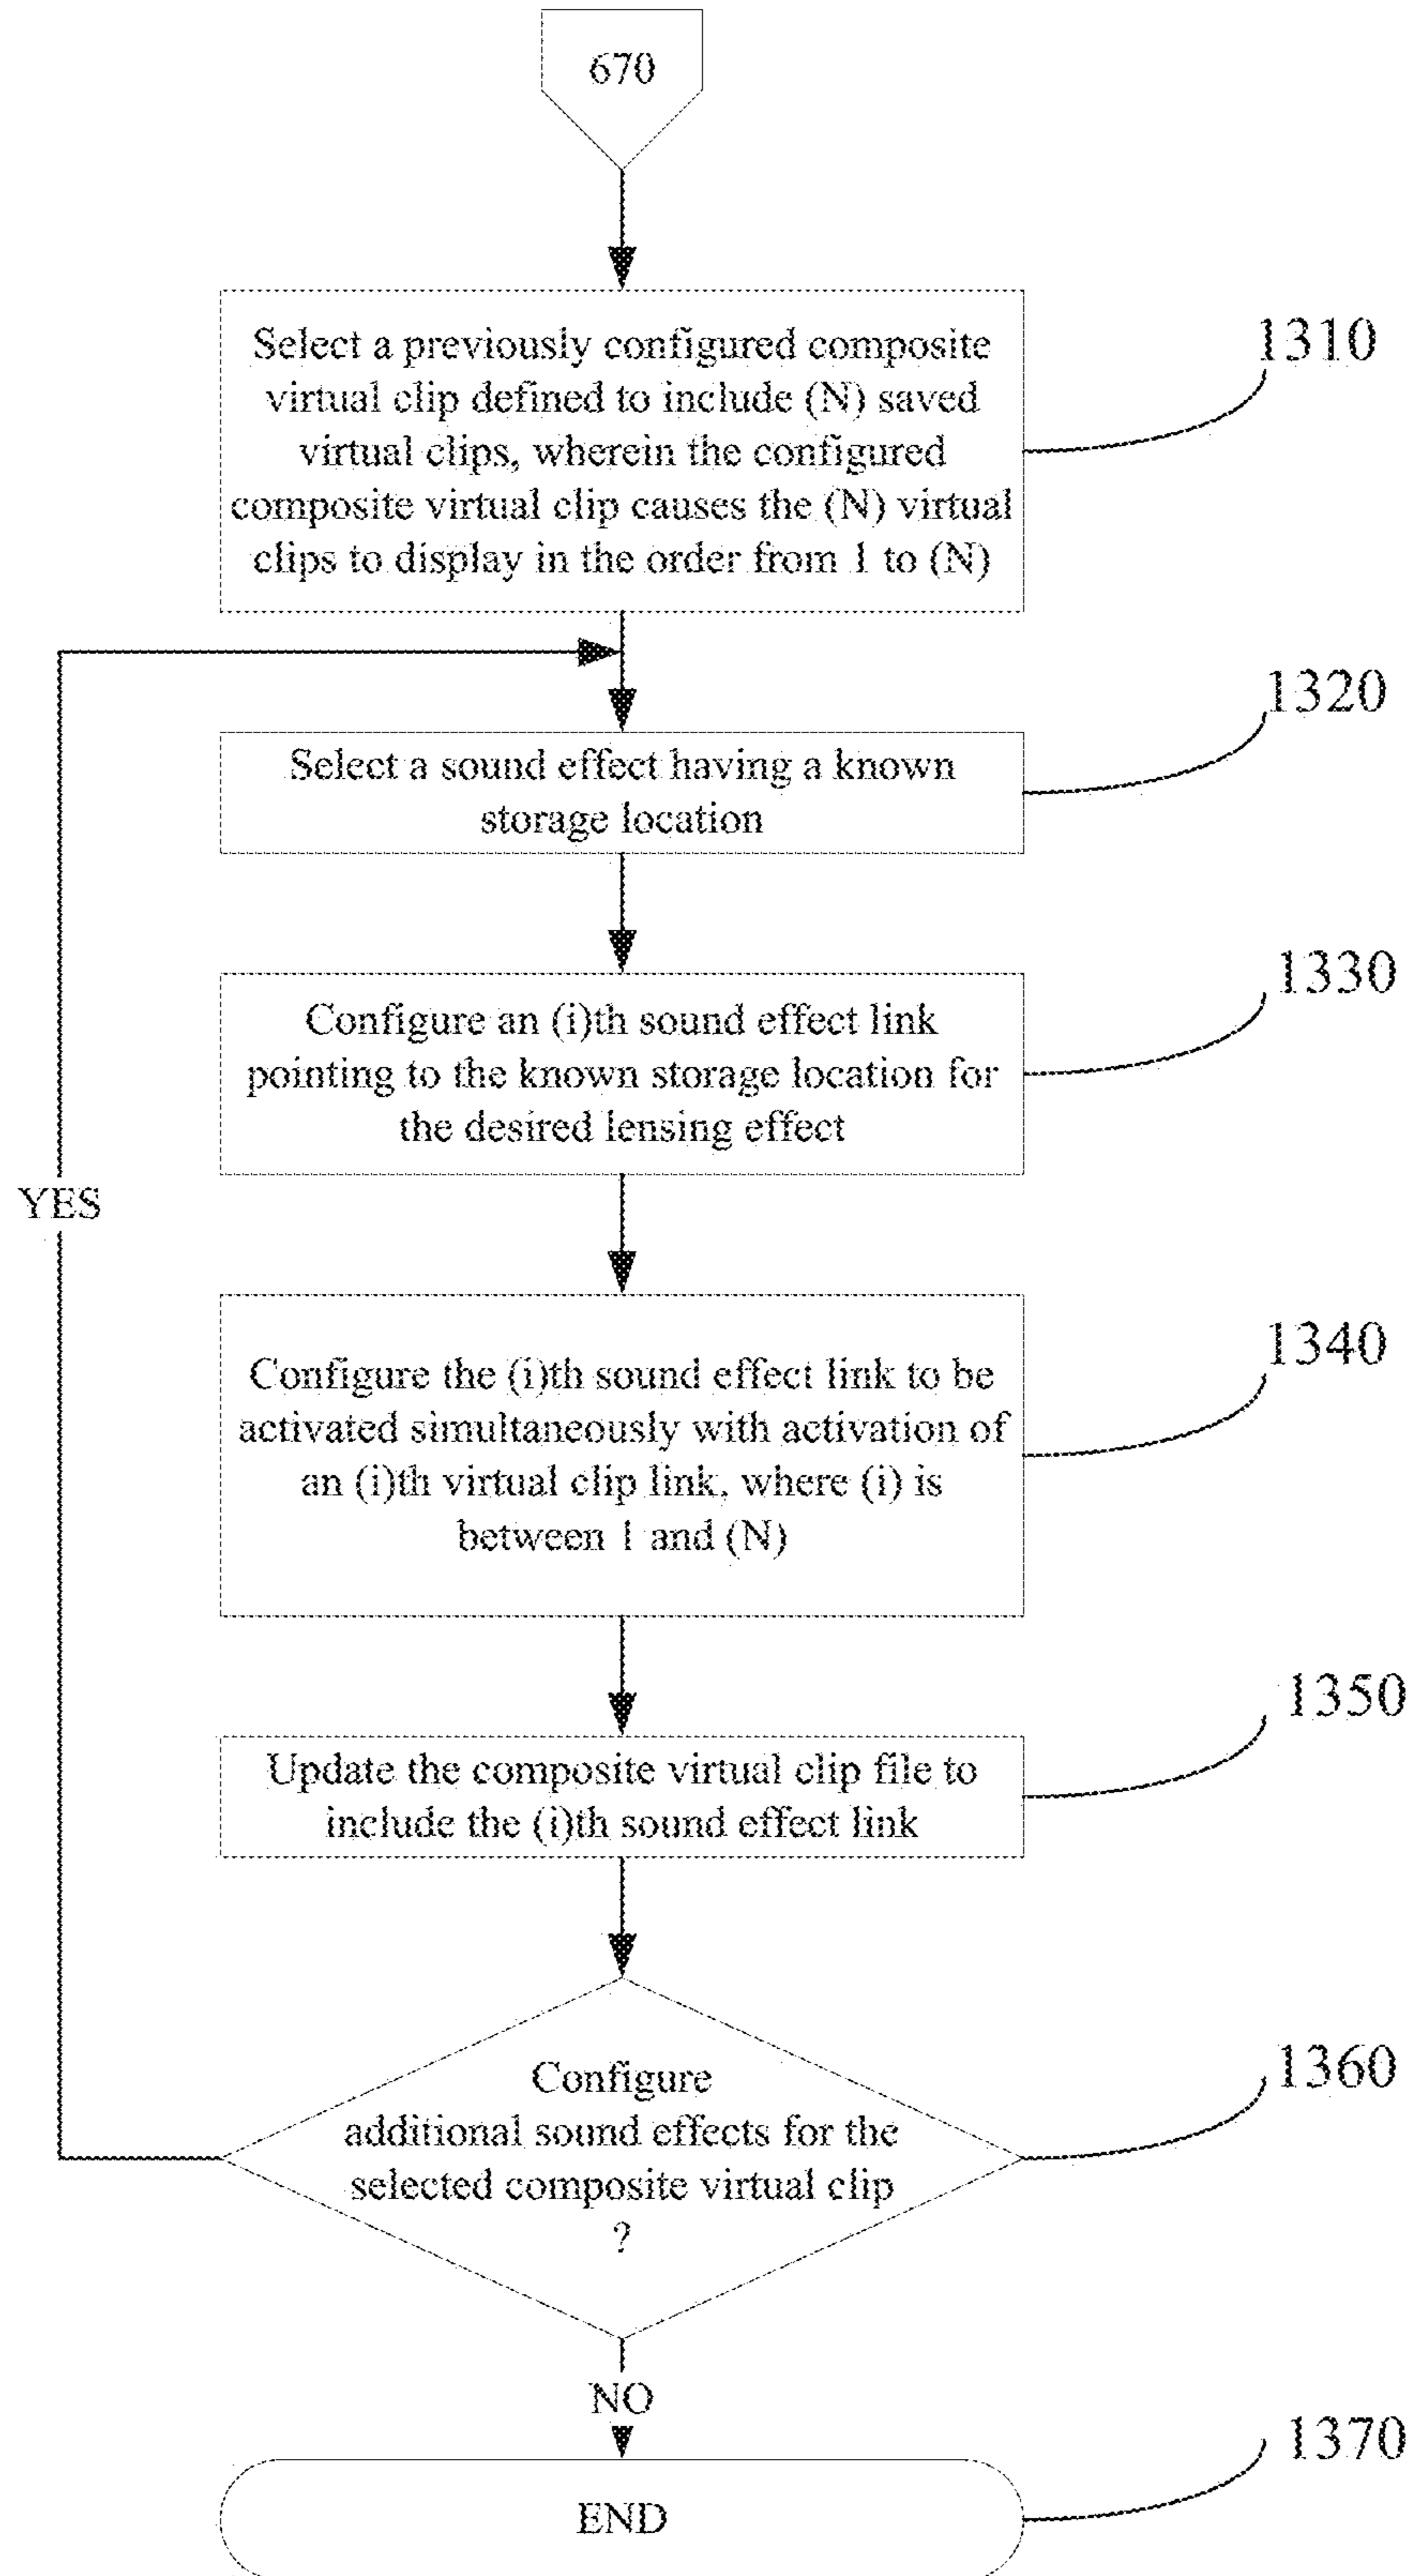 670
Select a previously configured composite
virtual clip defined to include (N) saved
virtual clips, wherein the configured
composite virtual clip causes the (N) virtual
clips to display in the order from 1 to (N)
1310
Select a sound effect having a known
storage location
1320
Configure an (i)th sound effect link
pointing to the known storage location for
the desired lensing effect
1330
YES
Configure the (i)th sound effect link to be
activated simultaneously with activation of
an (i)th virtual clip link, where (i) is
between 1 and (N)
1340
Update the composite virtual clip file to
include the (i)th sound effect link
1350
Configure
additional sound effects for the
selected composite virtual clip
?
1360
NO
END
1370